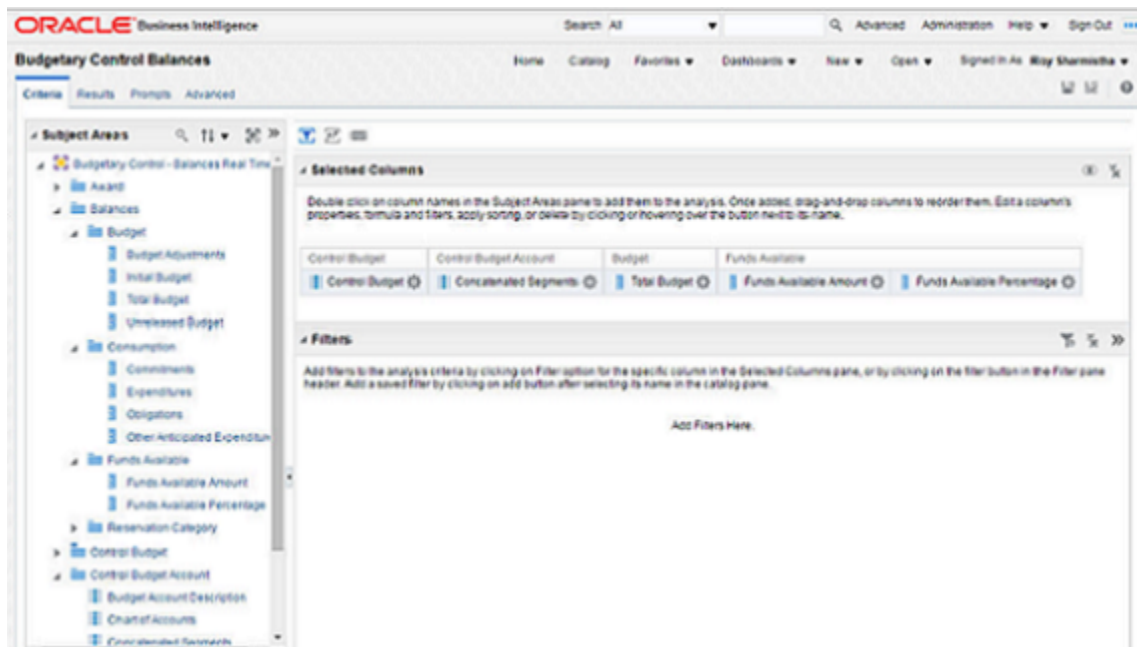 ORACLE Business Intelligence
Search All Advanced Administration Help Sign Out
Budgetary Control Balances
Home Catalog Favorites Dashboards New Open Signed In As Roy Sharmistha
Criteria Results Prompts Advanced
Subject Areas
Budgetary Control - Balances Real Time
Award
Balances
Budget
Budget Adjustments
Initial Budget
Total Budget
Unreleased Budget
Consumption
Commitments
Expenditures
Obligations
Other Anticipated Expenditur
Funds Available
Funds Available Amount
Funds Available Percentage
Reservation Category
Control Budget
Control Budget Account
Budget Account Description
Chart of Accounts
Concatenated Segments
Selected Columns
Double click on column names in the Subject Areas pane to add them to the analysis. Once added, drag-and-drop columns to reorder them. Edit a column's
properties, formula and filters, apply sorting, or delete by clicking or hovering over the button next to its name.
Control Budget Control Budget Account Budget Funds Available
Control Budget Concatenated Segments Total Budget Funds Available Amount Funds Available Percentage
Filters
Add filters to the analysis criteria by clicking on Filter option for the specific column in the Selected Columns pane, or by clicking on the filter button in the Filter pane
header. Add a saved filter by clicking on add button after selecting its name in the catalog pane.
Add Filters Here.